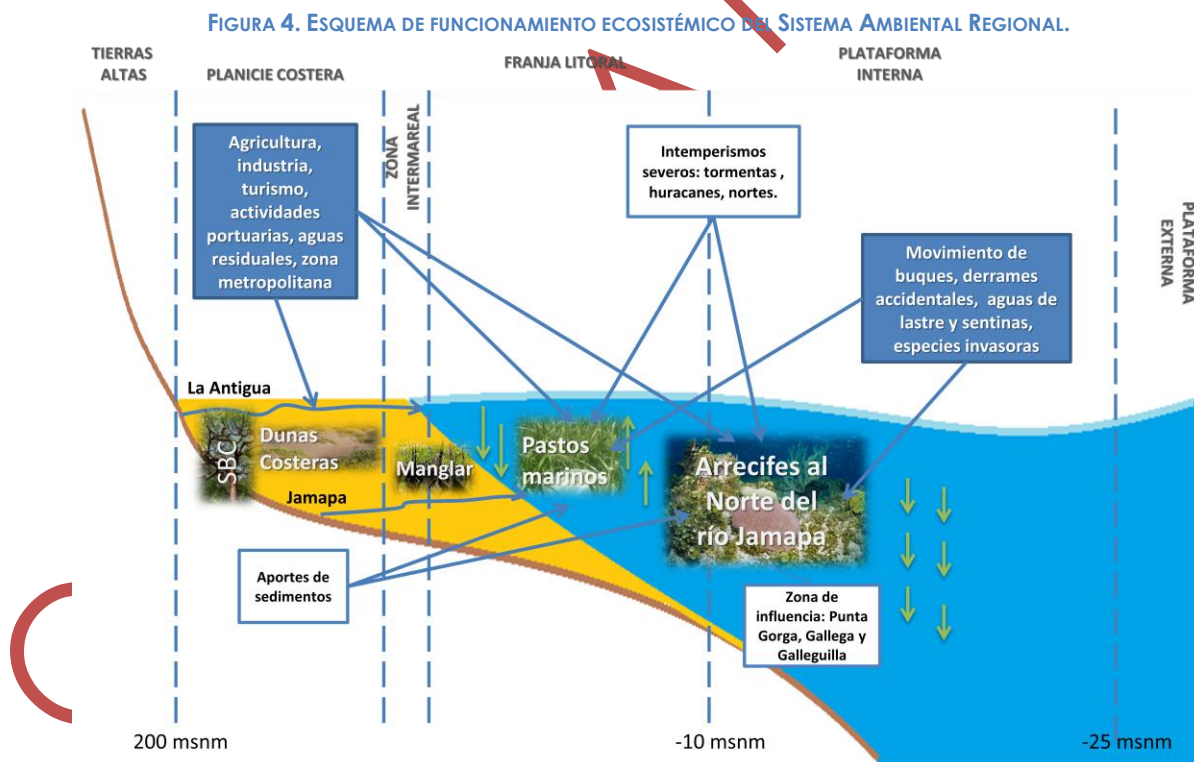 FIGURA 4. ESQUEMA DE FUNCIONAMIENTO ECOSISTÉMICO DEL SISTEMA AMBIENTAL REGIONAL.
TIERRAS
ALTAS
PLANICIE COSTERA
FRANJA LITORAL
PLATAFORMA
INTERNA
ZONA
INTERMAREAL
PLATAFORMA
EXTERNA
Agricultura,
industria,
turismo,
actividades
portuarias, aguas
residuales, zona
metropolitana
Intemperismos
severos: tormentas ,
huracanes, nortes.
Movimiento de
buques, derrames
accidentales, aguas de
lastre y sentinas,
especies invasoras
La Antigua
SBC
Dunas
Costeras
Manglar
Pastos
marinos
Arrecifes al
Norte del
río Jamapa
Jamapa
Aportes de
sedimentos
Zona de
influencia: Punta
Gorga, Gallega y
Galleguilla
200 msnm
-10 msnm
-25 msnm